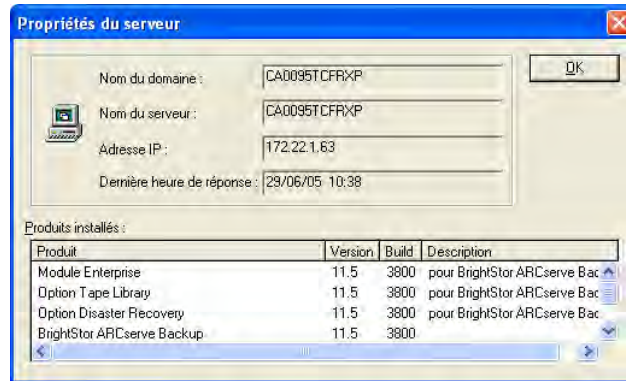 Propriétés du serveur
Nom du domaine : CA0095TCFRXP
OK
Nom du serveur : CA0095TCFRXP
Adresse IP : 172.22.1.63
Dernière heure de réponse : 29/06/05 10:38
Produits installés :
Produit Version Build Description
Module Enterprise 11.5 3800 pour BrightStor ARCserve Bac
Option Tape Library 11.5 3800 pour BrightStor ARCserve Bac
Option Disaster Recovery 11.5 3800 pour BrightStor ARCserve Bac
BrightStor ARCserve Backup 11.5 3800